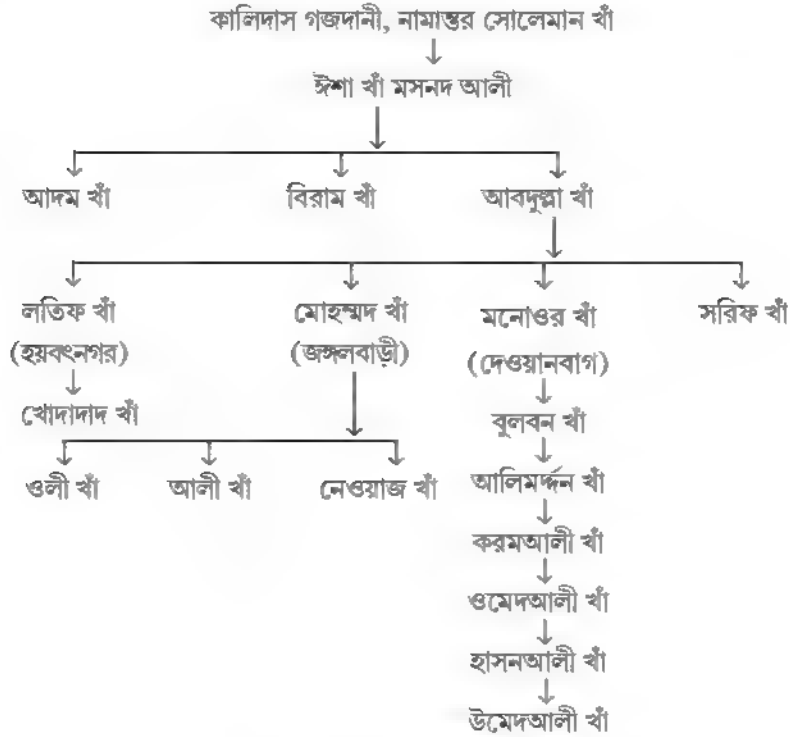 কালিদাস গজদানী, নামান্তর সোলেমান খাঁ
ঈশা খাঁ মসনদ আলী
আদম খাঁ বিরাম খাঁ আবদুল্লা খাঁ
লতিফ খাঁ মোহম্মদ খাঁ মনোওর খাঁ সরিফ খাঁ
(হয়বৎনগর) (জঙ্গলবাড়ী) (দেওয়ানবাগ)
খোদাদাদ খাঁ বুলবন খাঁ
ওলী খাঁ আলী খাঁ নেওয়াজ খাঁ আলিমর্দ্দন খাঁ
করমআলী খাঁ
ওমেদআলী খাঁ
হাসনআলী খাঁ
উমেদআলী খাঁ